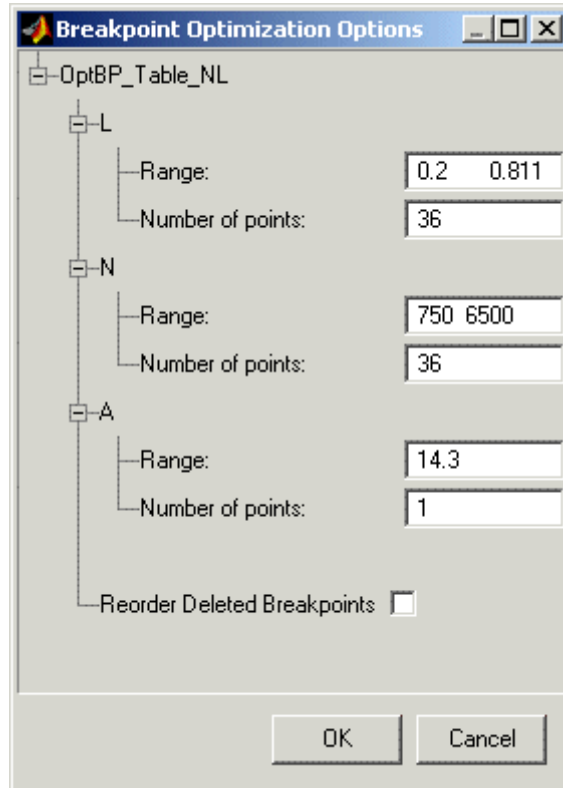 Breakpoint Optimization Options
OptBP_Table_NL
L
Range: 0.2 0.811
Number of points: 36
N
Range: 750 6500
Number of points: 36
A
Range: 14.3
Number of points: 1
Reorder Deleted Breakpoints
OK Cancel